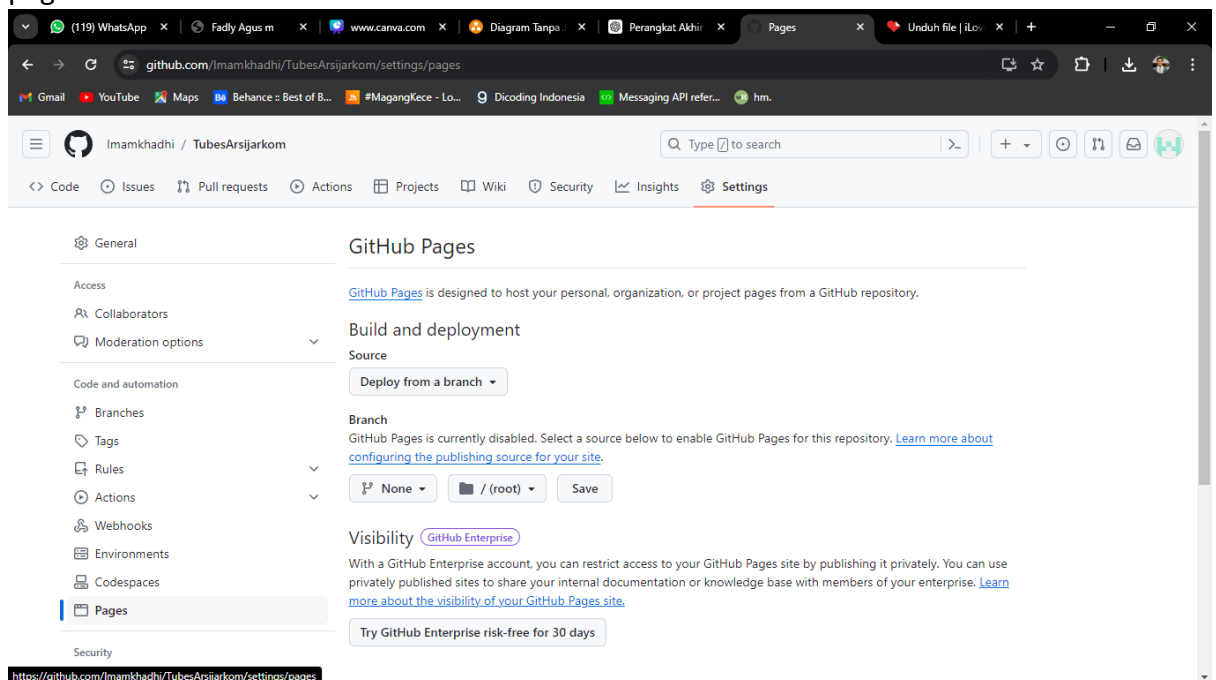 (119) WhatsApp
Fadly Agus m
www.canva.com
Diagram Tanpa J
Perangkat Akhir
Pages
Unduh file | iLov
github.com/Imamkhadhi/TubesArsijarkom/settings/pages
Gmail
YouTube
Maps
Behance :: Best of B...
#MagangKece - Lo...
Dicoding Indonesia
Messaging API refer...
hm.
Imamkhadhi / TubesArsijarkom
Type / to search
Code
Issues
Pull requests
Actions
Projects
Wiki
Security
Insights
Settings
General
Access
Collaborators
Moderation options
Code and automation
Branches
Tags
Rules
Actions
Webhooks
Environments
Codespaces
Pages
Security
GitHub Pages
GitHub Pages is designed to host your personal, organization, or project pages from a GitHub repository.
Build and deployment
Source
Deploy from a branch
Branch
GitHub Pages is currently disabled. Select a source below to enable GitHub Pages for this repository. Learn more about
configuring the publishing source for your site.
None
/ (root)
Save
Visibility
GitHub Enterprise
With a GitHub Enterprise account, you can restrict access to your GitHub Pages site by publishing it privately. You can use
privately published sites to share your internal documentation or knowledge base with members of your enterprise. Learn
more about the visibility of your GitHub Pages site.
Try GitHub Enterprise risk-free for 30 days
https://github.com/Imamkhadhi/TubesArsijarkom/settings/pages